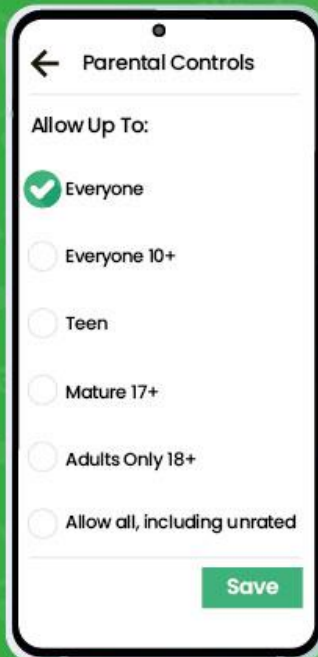 Parental Controls
Allow Up To:
Everyone
Everyone 10+
Teen
Mature 17+
Adults Only 18+
Allow all, including unrated
Save